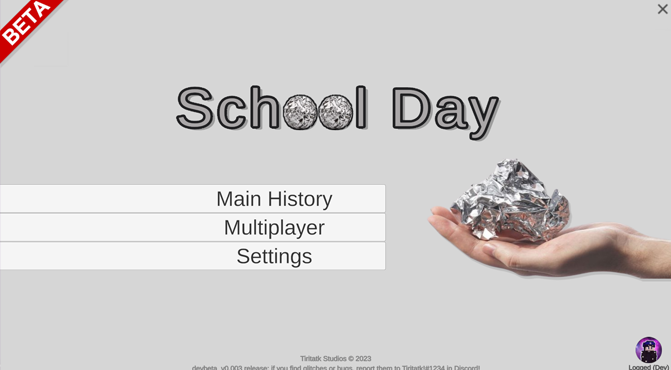 BETA
School Day
Main History
Multiplayer
Settings
Tiritatk Studios © 2023
devbeta_v0.003 release: if you find glitches or bugs, report them to Tiritatk!#1234 in Discord!
Logged (Dev)